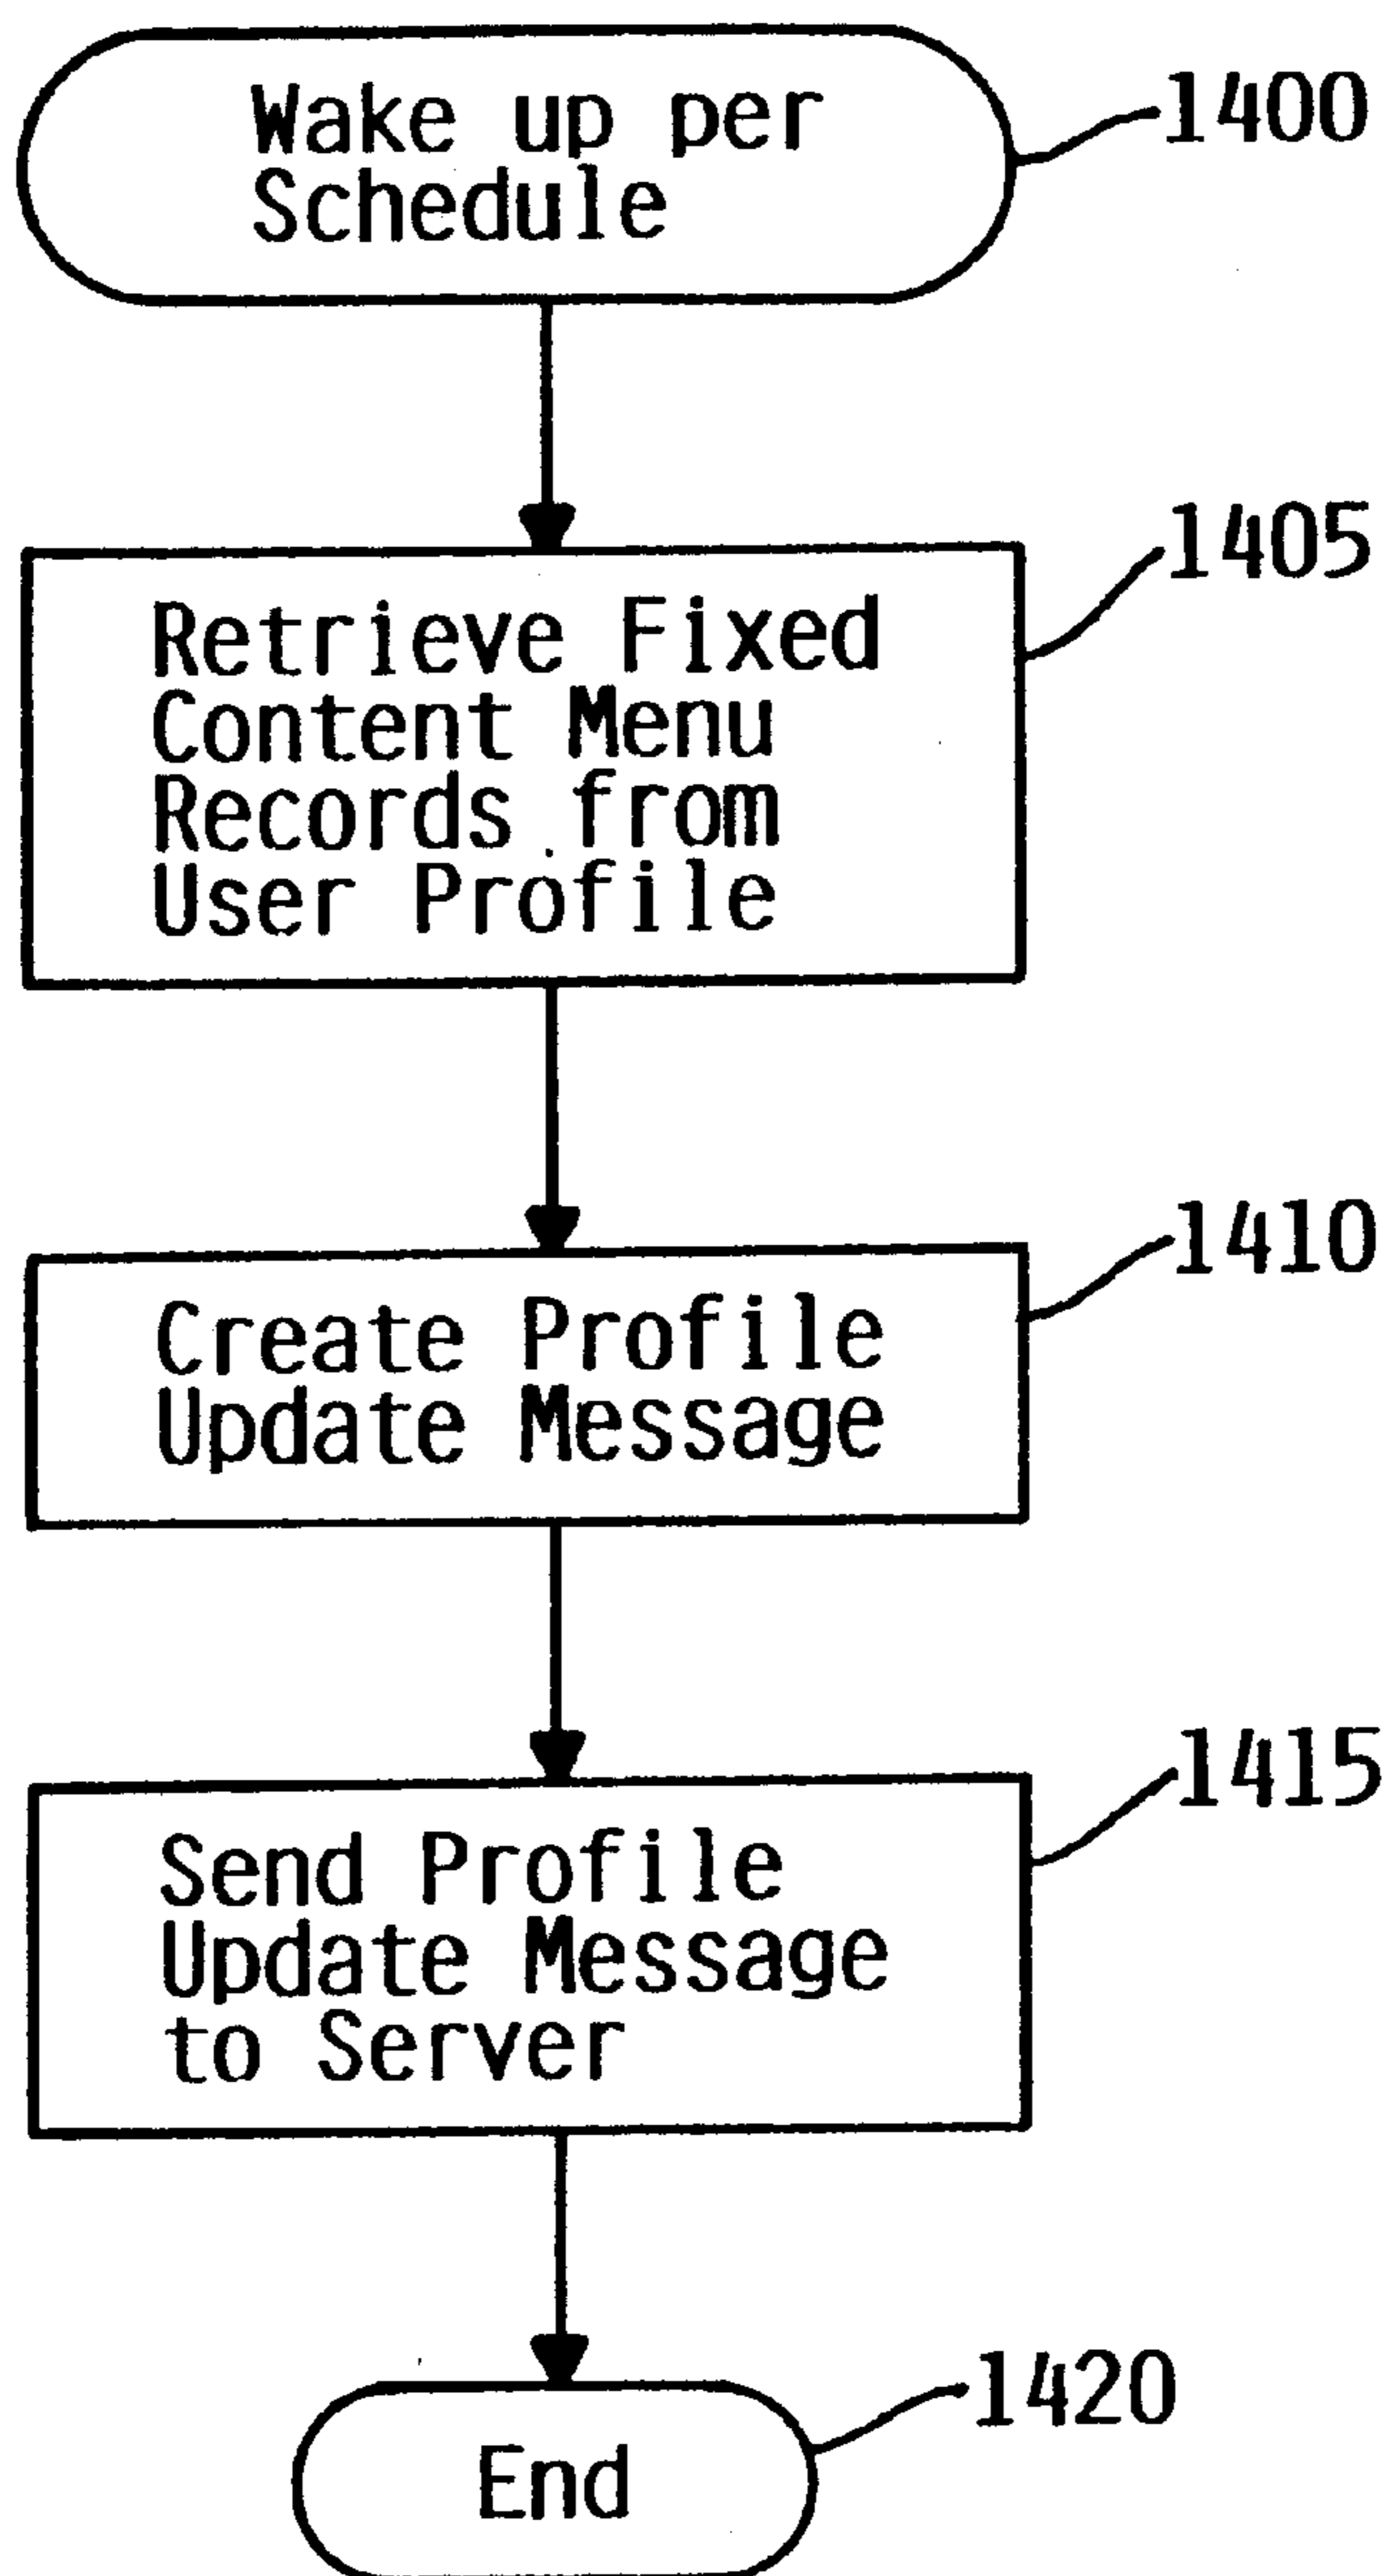 Wake up per
Schedule
1400
Retrieve Fixed
Content Menu
Records from
User Profile
1405
Create Profile
Update Message
1410
Send Profile
Update Message
to Server
1415
End
1420